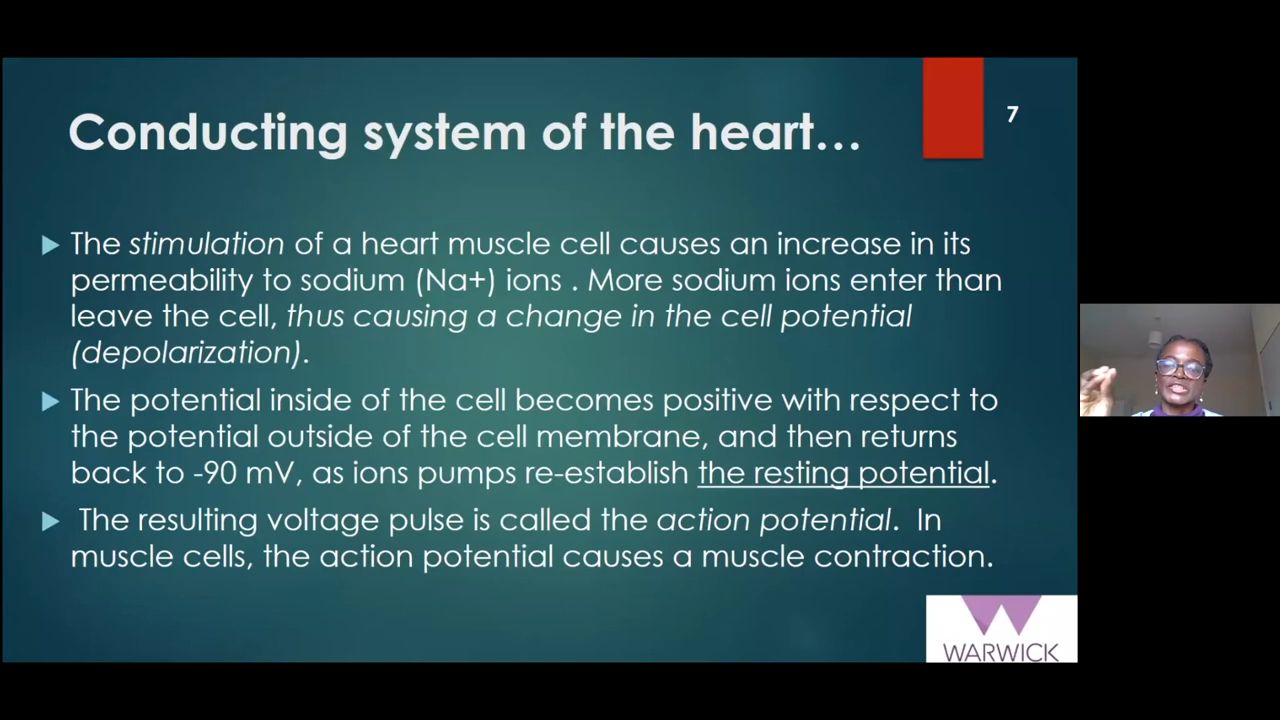 Conducting system of the heart...
7
The stimulation of a heart muscle cell causes an increase in its
permeability to sodium (Na+) ions . More sodium ions enter than
leave the cell, thus causing a change in the cell potential
(depolarization).
The potential inside of the cell becomes positive with respect to
the potential outside of the cell membrane, and then returns
back to -90 mV, as ions pumps re-establish the resting potential.
The resulting voltage pulse is called the action potential. In
muscle cells, the action potential causes a muscle contraction.
WARWICK